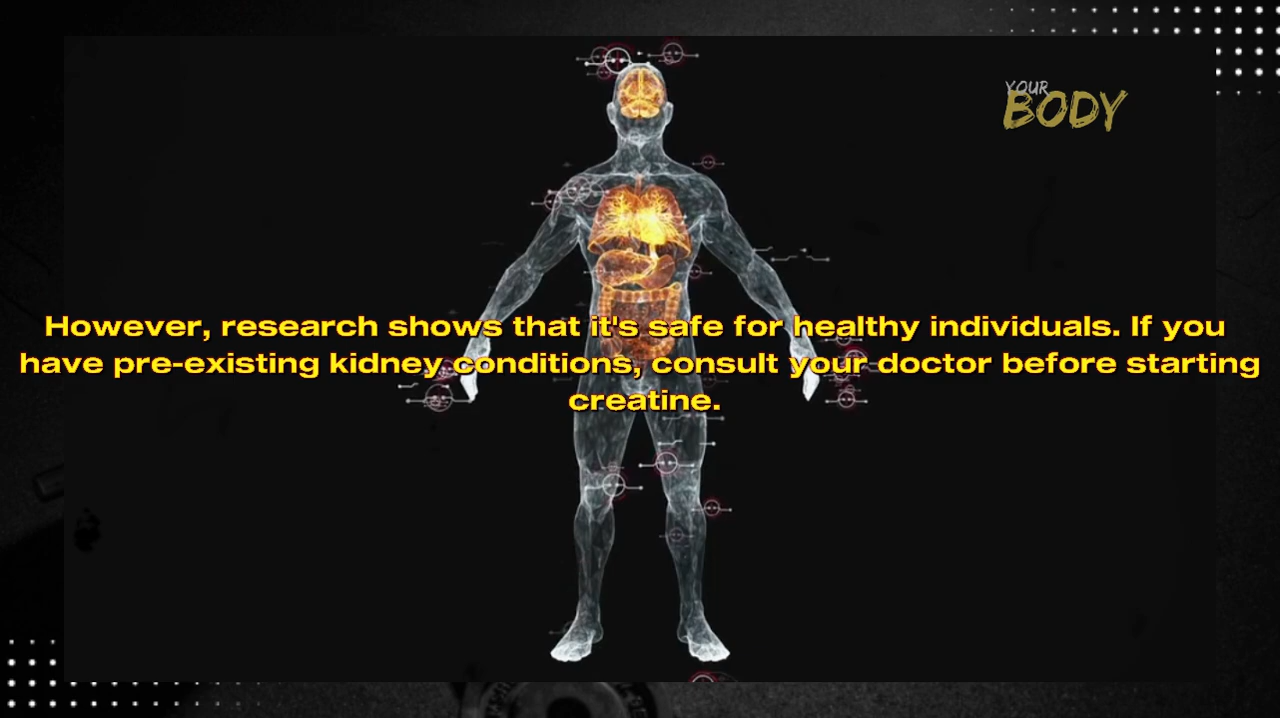 YOUR
BODY
However, research shows that it's safe for healthy individuals. If you
have pre-existing kidney conditions, consult your doctor before starting
creatine.